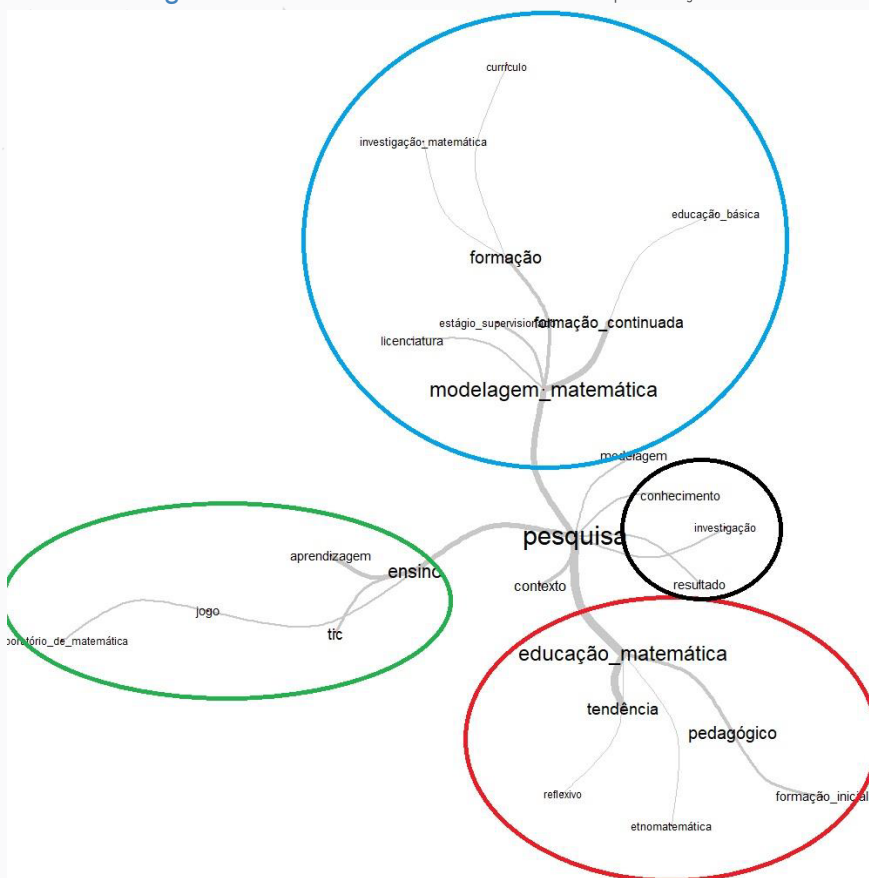 currículo
investigação_matemática
educação_básica
formação
estágio_supervisionado
formação_continuada
licenciatura
modelagem_matemática
modelagem
conhecimento
investigação
pesquisa
aprendizagem
ensino
contexto
resultado
jogo
tic
boratório_de_matemática
educação_matemática
tendência
pedagógico
reflexivo
formação_inicial
etnomatemática